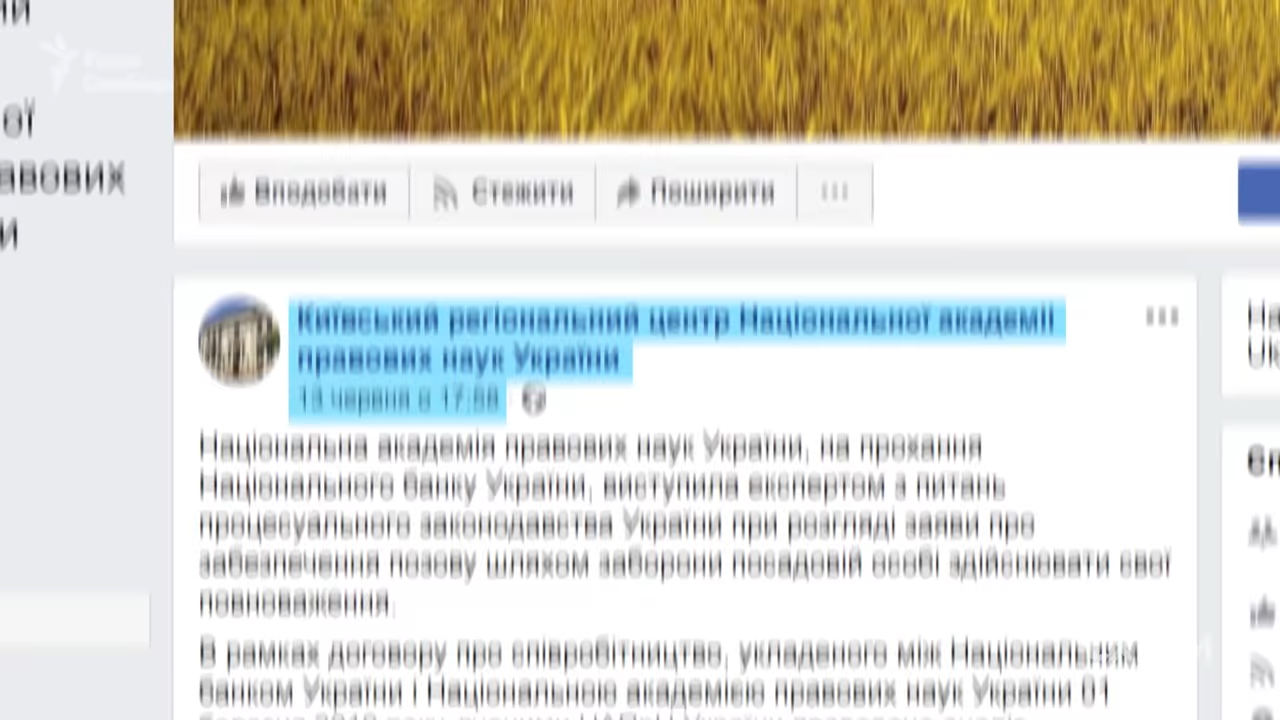 ої
авових
Вподобати Стежити Поширити
Київський регіональний центр Національної академії
правових наук України
13 червня о 17:58
Національна академія правових наук України, на прохання
Національного банку України, виступила експертом з питань
процесуального законодавства України при розгляді заяви про
забезпечення позову шляхом заборони посадовій особі здійснювати свої
повноваження.
В рамках договору про співробітництво, укладеного між Національним
банком України і Національною академією правових наук України 01